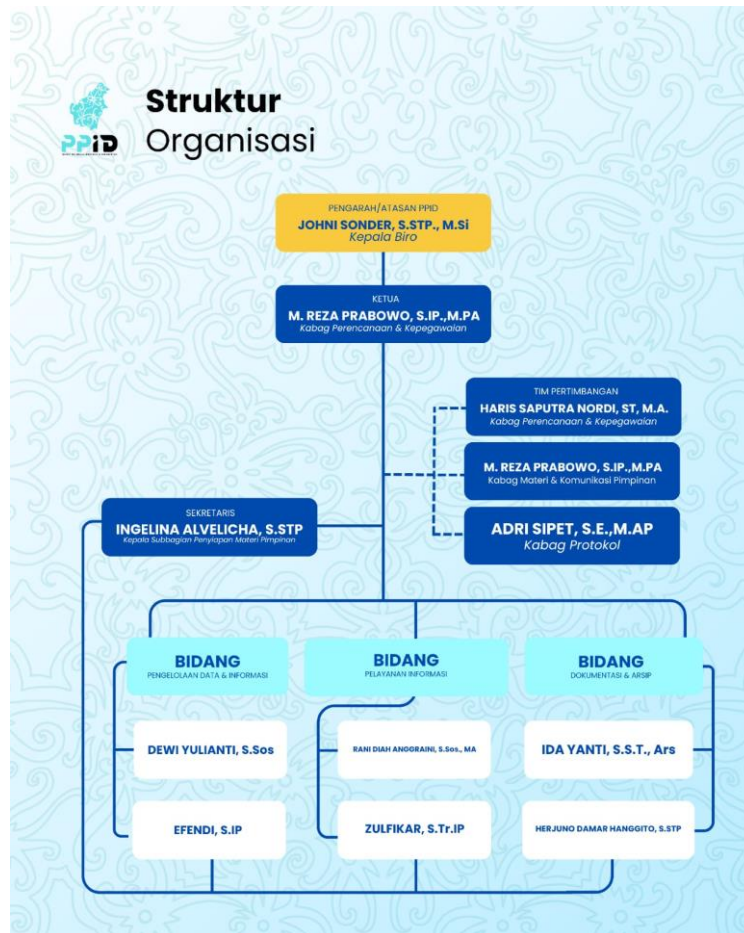 Struktur
Organisasi
PPiD
PENGARAH/ATASAN PPID
JOHNI SONDER, S.STP., M.Si
Kepala Biro
KETUA
M. REZA PRABOWO, S.IP.,M.PA
Kabag Perencanaan & Kepegawaian
TIM PERTIMBANGAN
HARIS SAPUTRA NORDI, ST, M.A.
Kabag Perencanaan & Kepegawaian
M. REZA PRABOWO, S.IP.,M.PA
Kabag Materi & Komunikasi Pimpinan
ADRI SIPET, S.E.,M.AP
Kabag Protokol
SEKRETARIS
INGELINA ALVELICHA, S.STP
Kepala Subbagian Penyiapan Materi Pimpinan
BIDANG
PENGELOLAAN DATA & INFORMASI
DEWI YULIANTI, S.Sos
EFENDI, S.IP
BIDANG
PELAYANAN INFORMASI
RANI DIAH ANGGRAINI, S.Sos., MA
ZULFIKAR, S.Tr.IP
BIDANG
DOKUMENTASI & ARSIP
IDA YANTI, S.S.T., Ars
HERJUNO DAMAR HANGGITO, S.STP